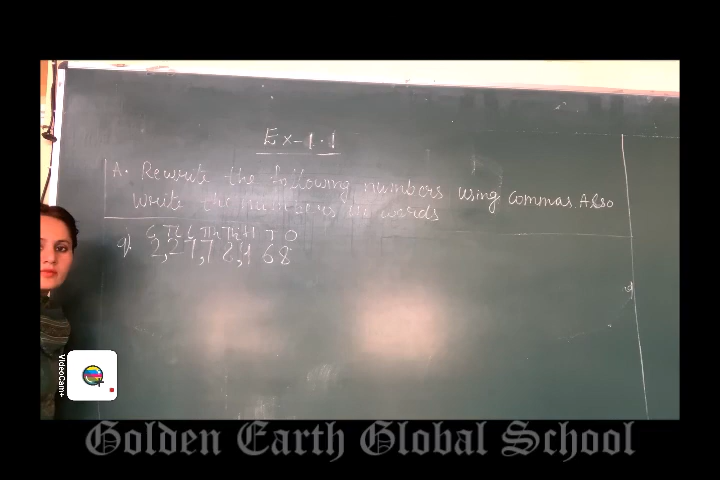 Ex-1.1
A. Rewrite the following numbers using commas. Also
write the numbers in words
C TL L TTh Th H T O
q) 2,27,78,468
VideoCam+
Golden Earth Global School